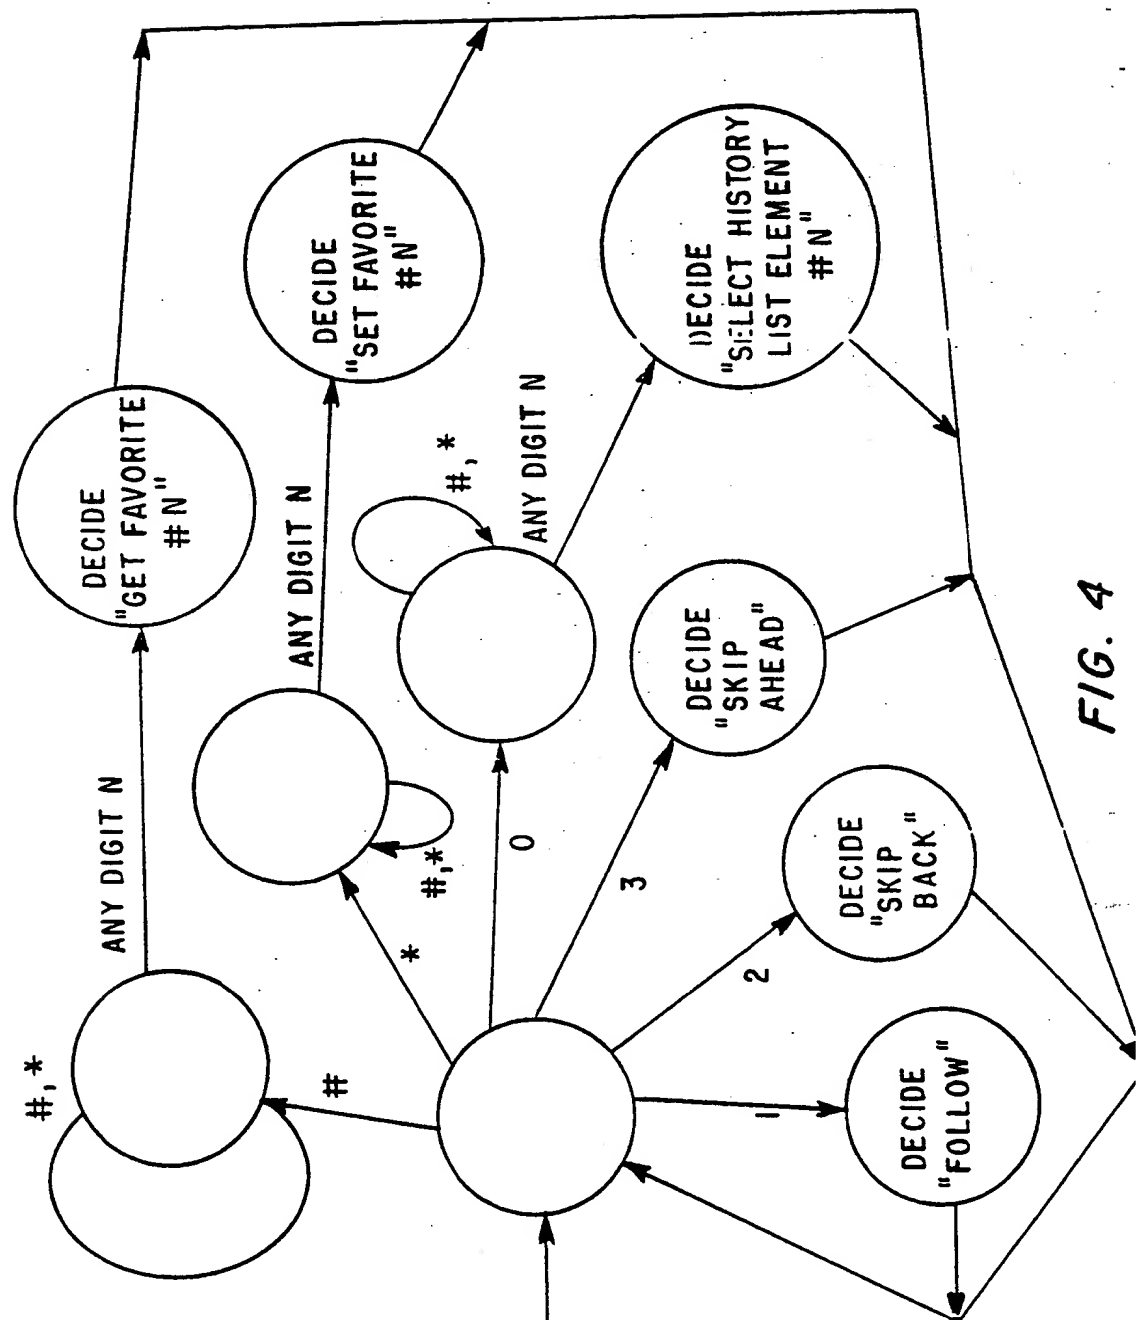 #,*
ANY DIGIT N
DECIDE
"GET FAVORITE
#N"
#
*
#,*
ANY DIGIT N
DECIDE
"SET FAVORITE
#N"
0
#,*
ANY DIGIT N
DECIDE
"SELECT HISTORY
LIST ELEMENT
#N"
3
DECIDE
"SKIP
AHEAD"
2
DECIDE
"SKIP
BACK"
1
DECIDE
"FOLLOW"
FIG. 4